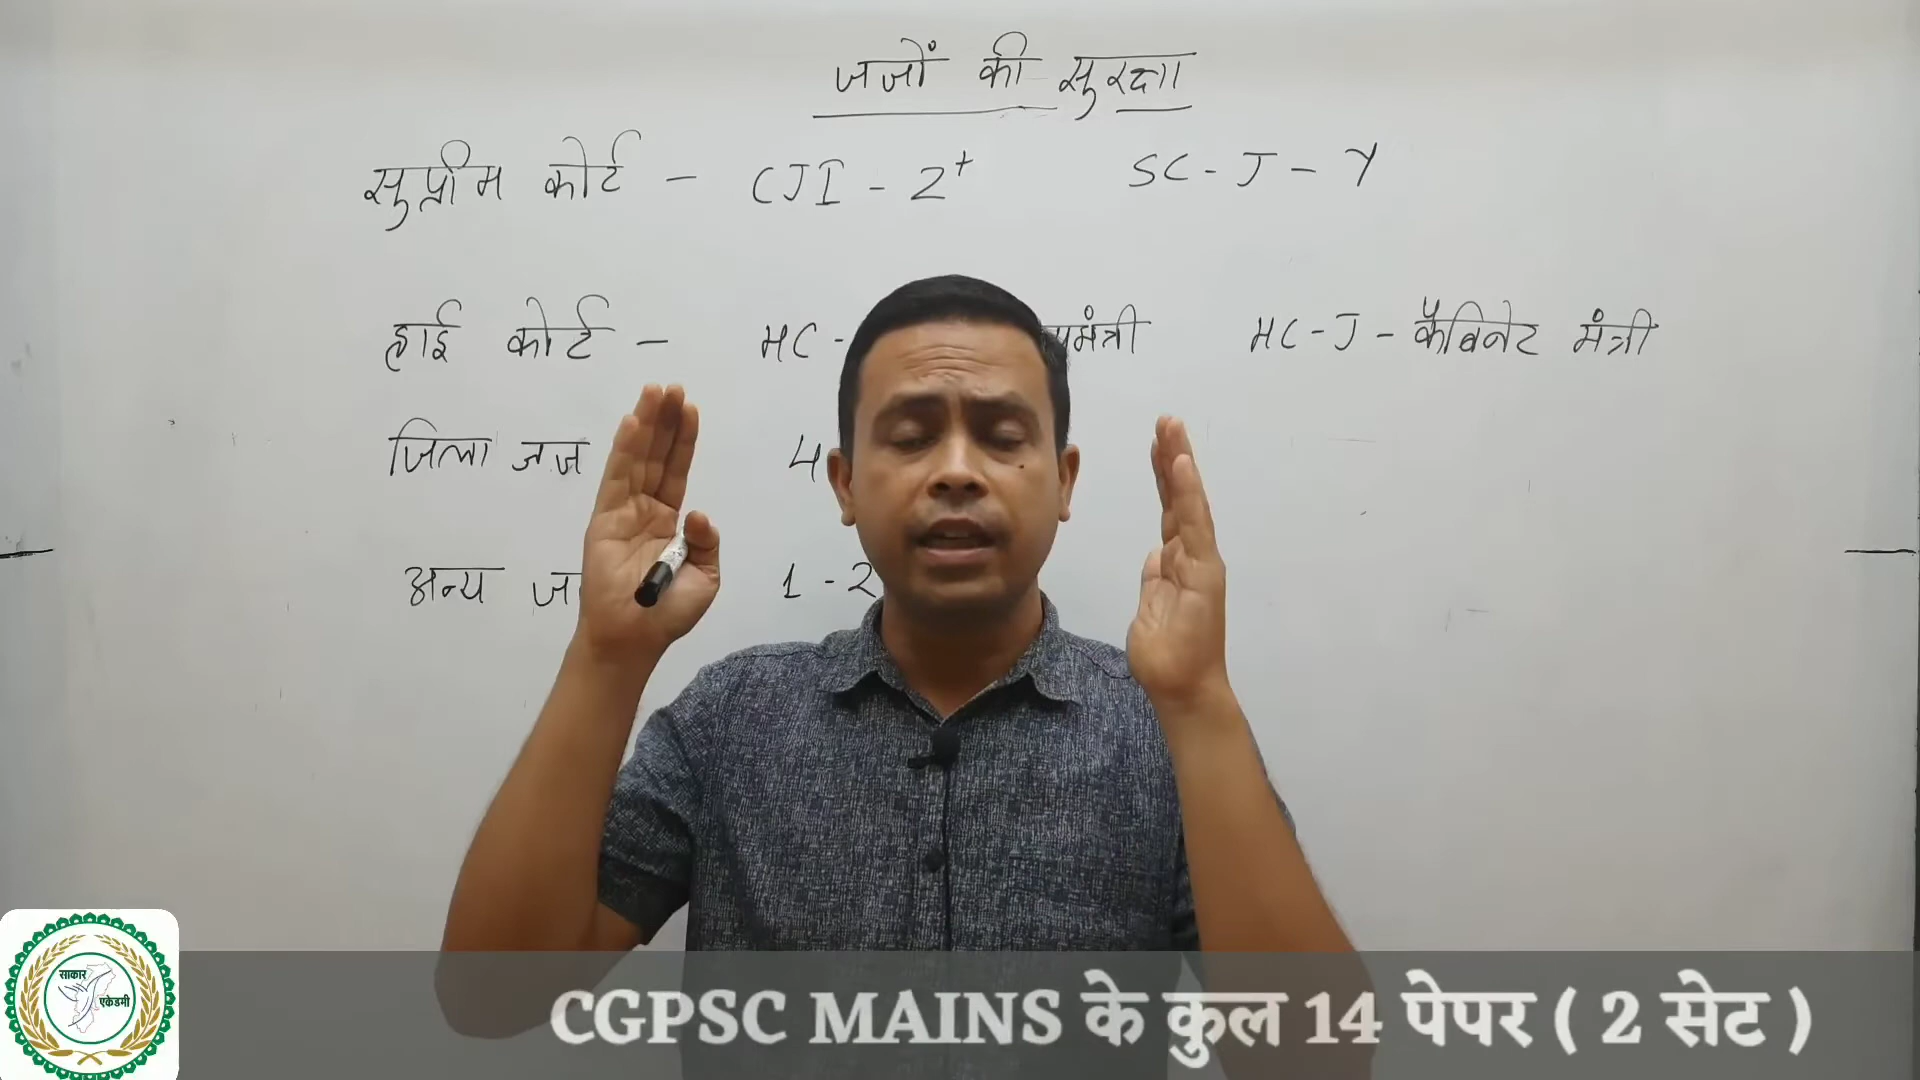 जजों की सुरक्षा
सुप्रीम कोर्ट - CJI - Z+ SC - J - Y
हाई कोर्ट - HC - HC - J - कैबिनेट मंत्री
जिला जज 4
अन्य 1 - 2
साकार
एकेडमी
CGPSC MAINS के कुल 14 पेपर ( 2 सेट )